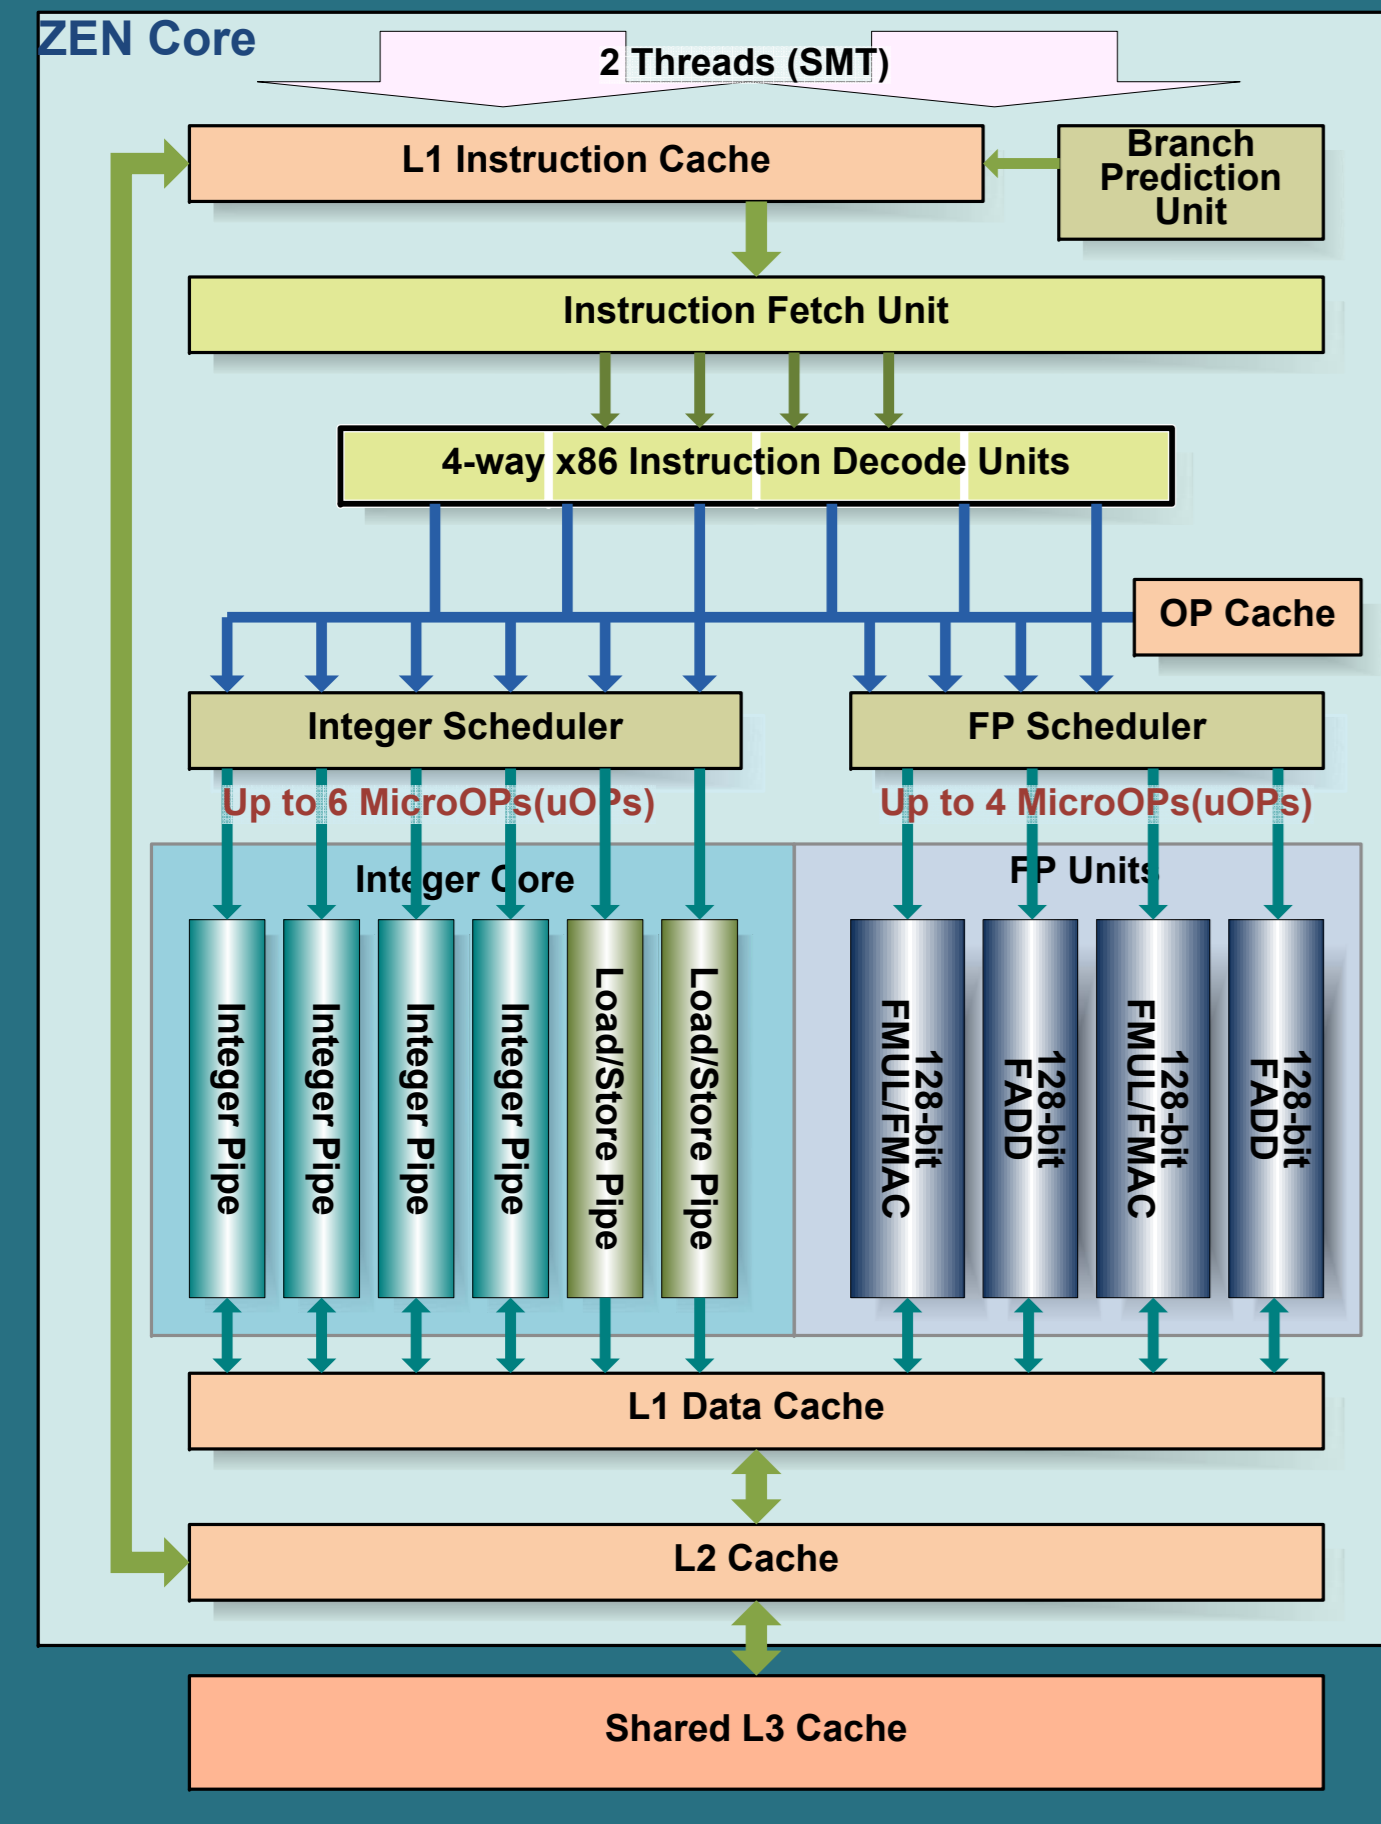 ZEN Core
2 Threads (SMT)
L1 Instruction Cache
Branch
Prediction
Unit
Instruction Fetch Unit
4-way x86 Instruction Decode Units
OP Cache
Integer Scheduler
FP Scheduler
Up to 6 MicroOPs(uOPs)
Up to 4 MicroOPs(uOPs)
Integer Core
FP Units
Integer Pipe
Integer Pipe
Integer Pipe
Integer Pipe
Load/Store Pipe
Load/Store Pipe
128-bit
FMUL/FMAC
128-bit
FADD
128-bit
FMUL/FMAC
128-bit
FADD
L1 Data Cache
L2 Cache
Shared L3 Cache